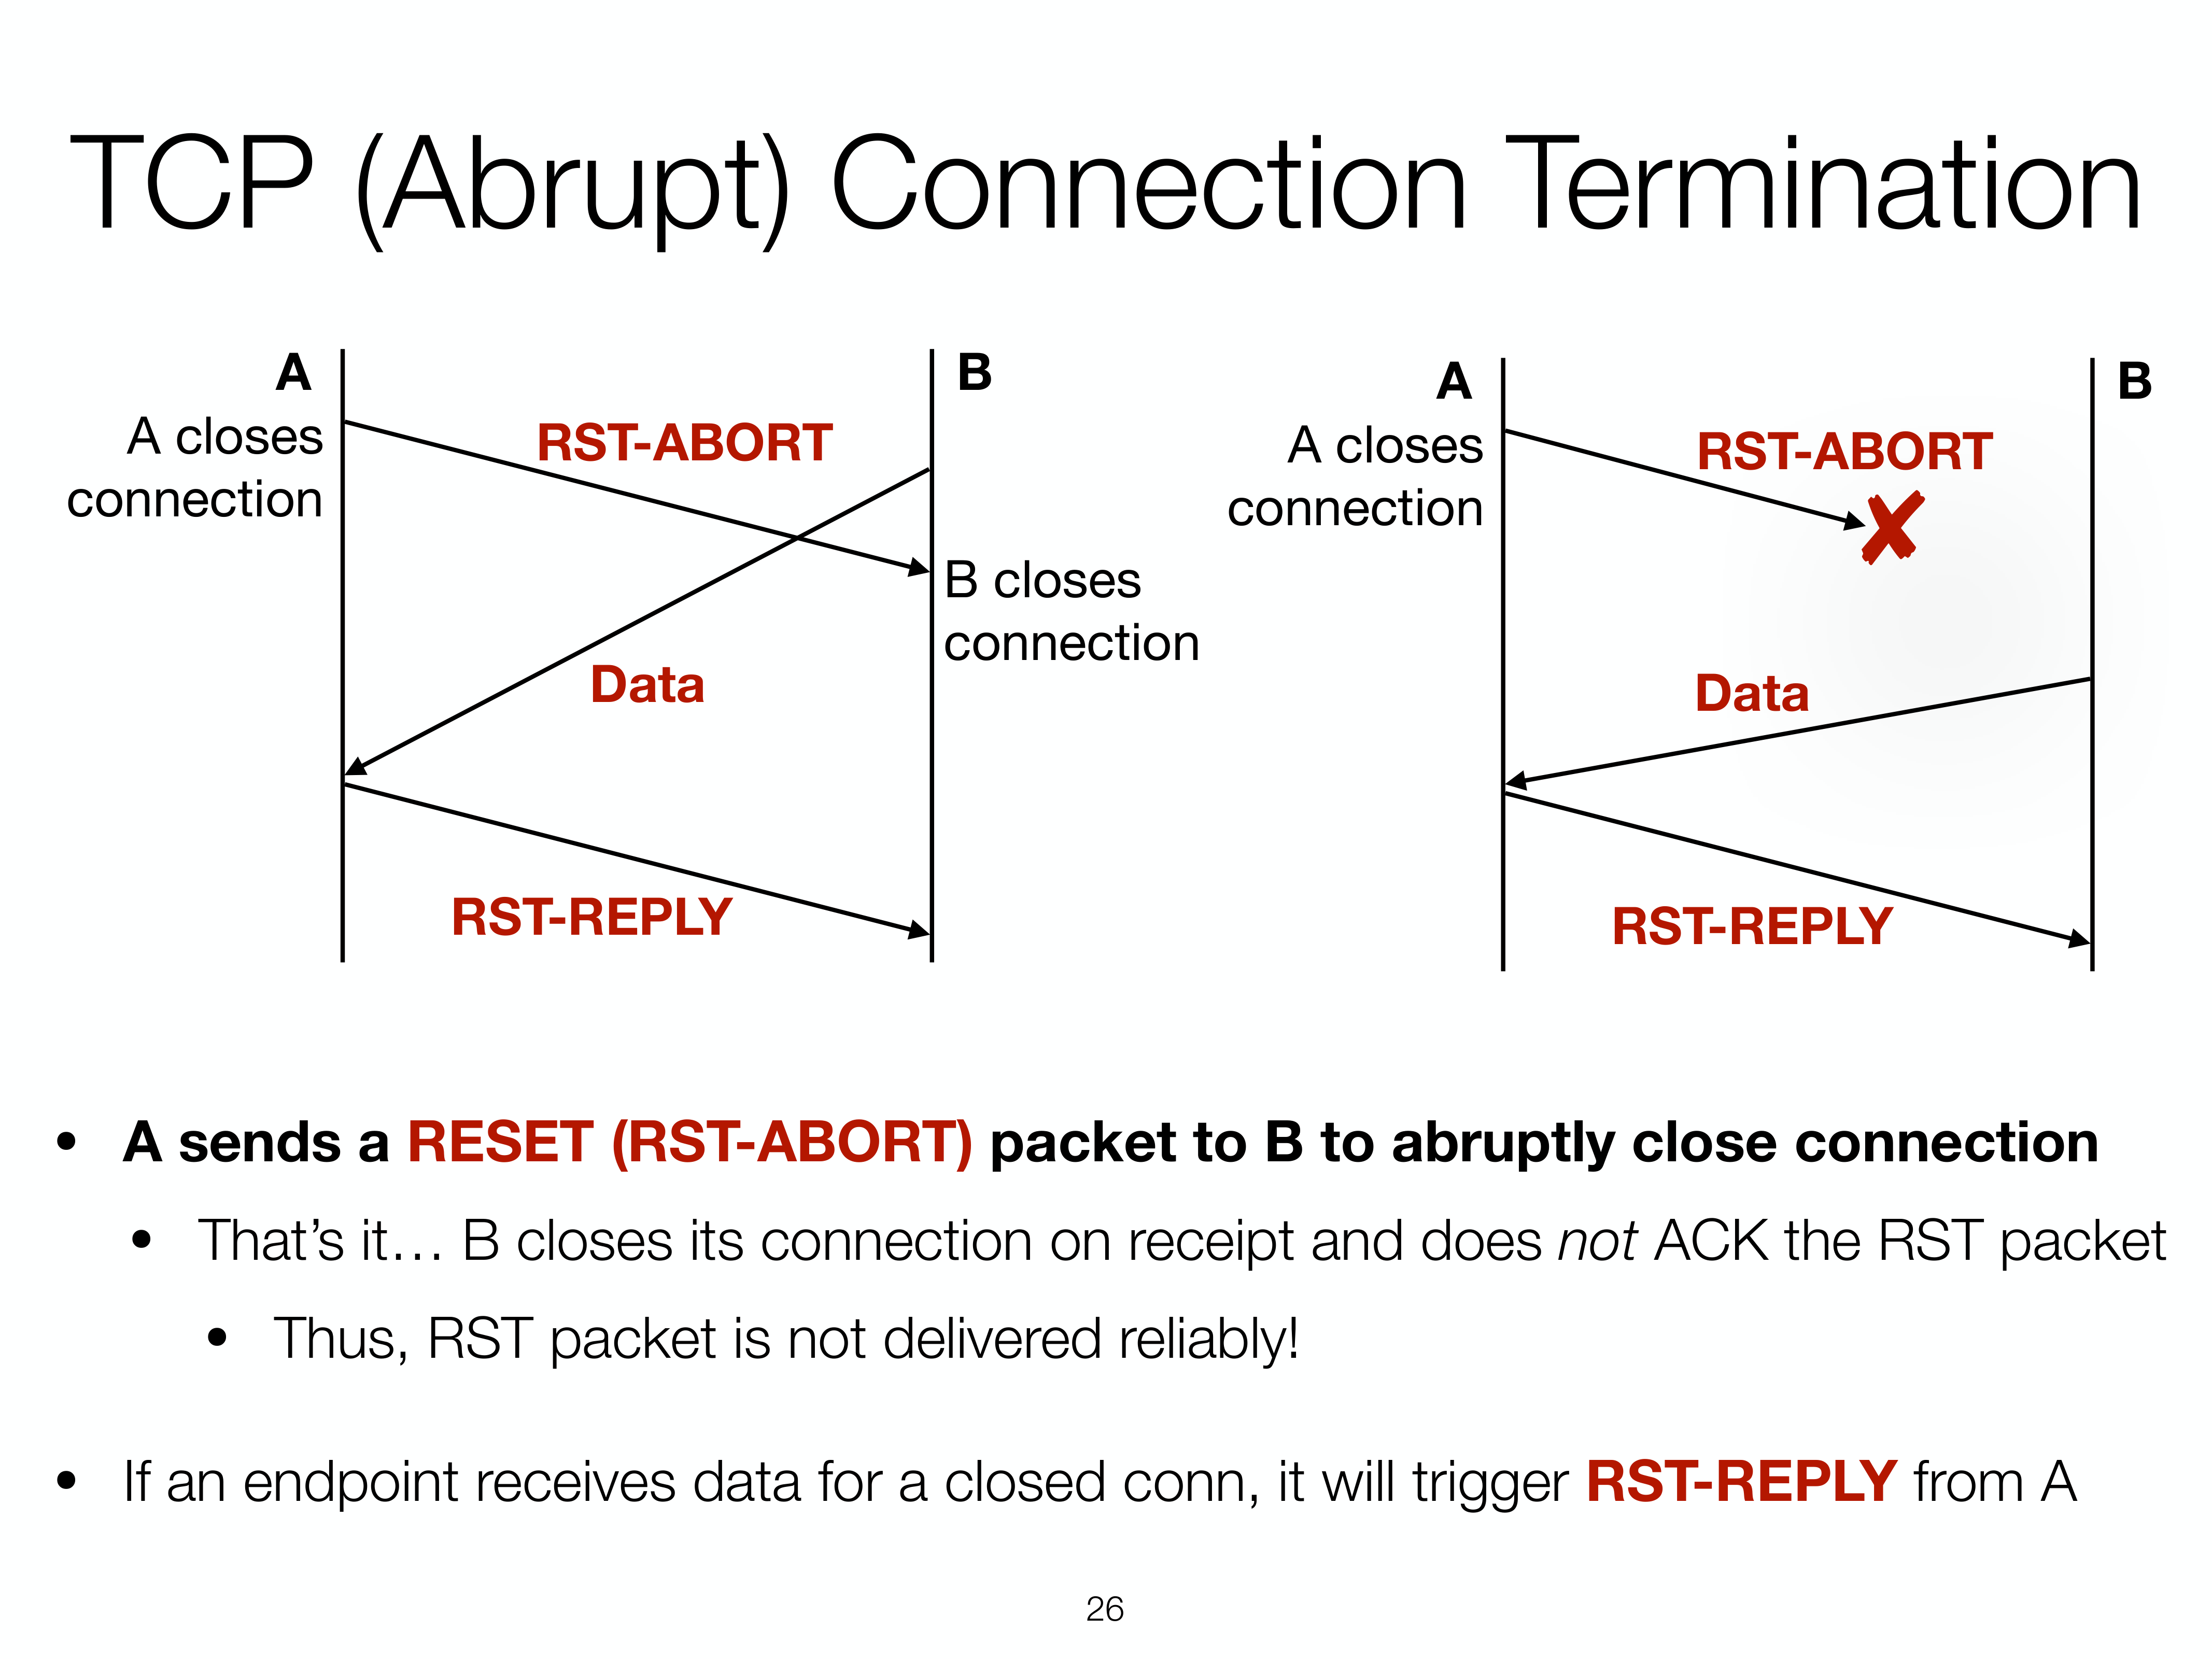 TCP (Abrupt) Connection Termination
A
A closes
connection
RST-ABORT
B
B closes
connection
Data
RST-REPLY
A
A closes
connection
RST-ABORT
✘
B
Data
RST-REPLY
• A sends a RESET (RST-ABORT) packet to B to abruptly close connection
• That’s it… B closes its connection on receipt and does not ACK the RST packet
• Thus, RST packet is not delivered reliably!
• If an endpoint receives data for a closed conn, it will trigger RST-REPLY from A
26